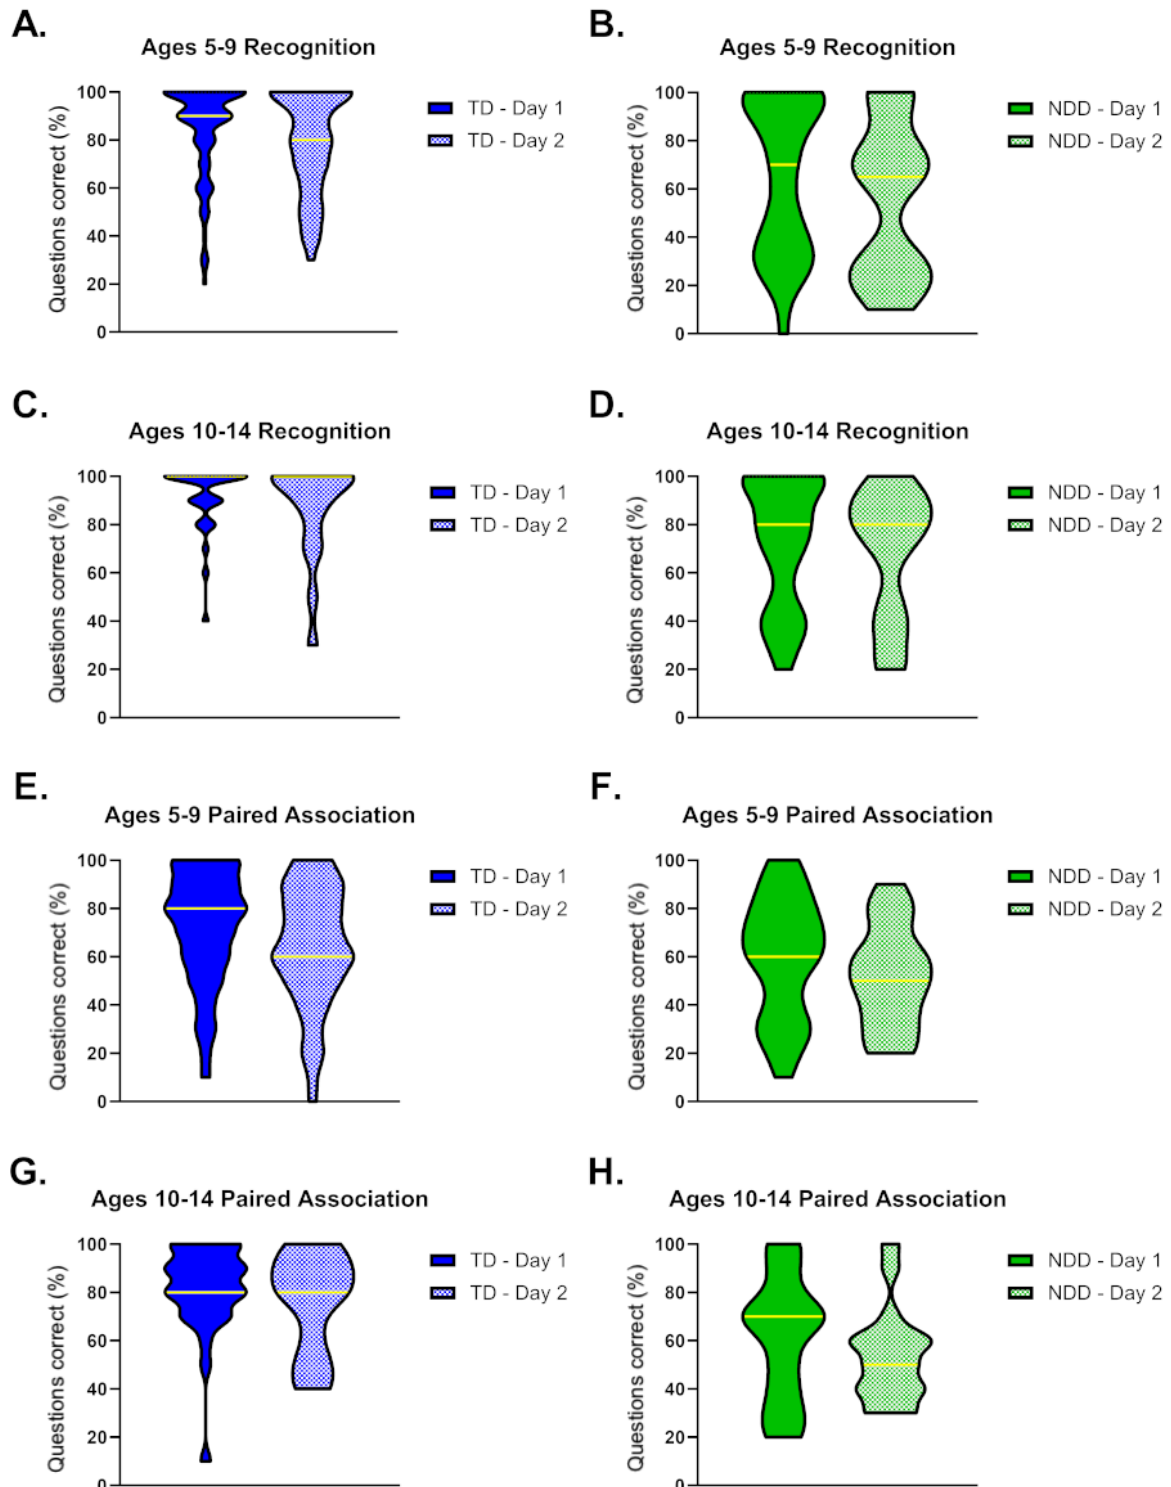 A.
Ages 5-9 Recognition
Questions correct (%)
100
80
60
40
20
0
TD - Day 1
TD - Day 2
B.
Ages 5-9 Recognition
Questions correct (%)
100
80
60
40
20
0
NDD - Day 1
NDD - Day 2
C.
Ages 10-14 Recognition
Questions correct (%)
100
80
60
40
20
0
TD - Day 1
TD - Day 2
D.
Ages 10-14 Recognition
Questions correct (%)
100
80
60
40
20
0
NDD - Day 1
NDD - Day 2
E.
Ages 5-9 Paired Association
Questions correct (%)
100
80
60
40
20
0
TD - Day 1
TD - Day 2
F.
Ages 5-9 Paired Association
Questions correct (%)
100
80
60
40
20
0
NDD - Day 1
NDD - Day 2
G.
Ages 10-14 Paired Association
Questions correct (%)
100
80
60
40
20
0
TD - Day 1
TD - Day 2
H.
Ages 10-14 Paired Association
Questions correct (%)
100
80
60
40
20
0
NDD - Day 1
NDD - Day 2